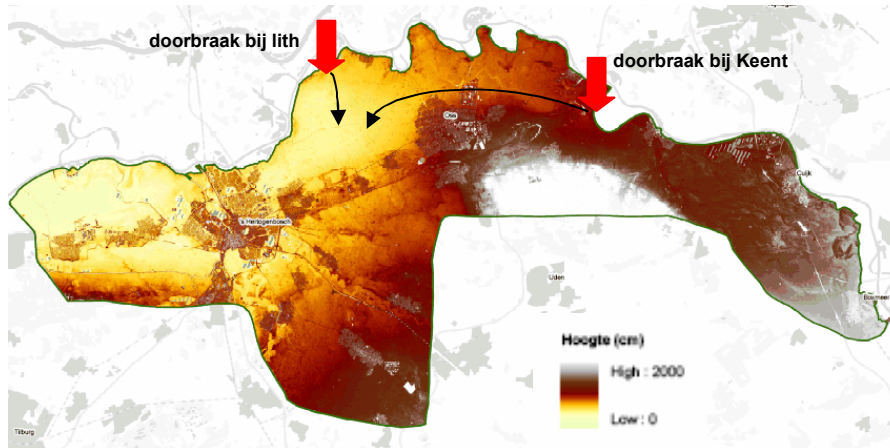 doorbraak bij lith
doorbraak bij Keent
Oss
Cuijk
's Hertogenbosch
Uden
Boxmeer
Hoogte (cm)
High : 2000
Low : 0
Tilburg